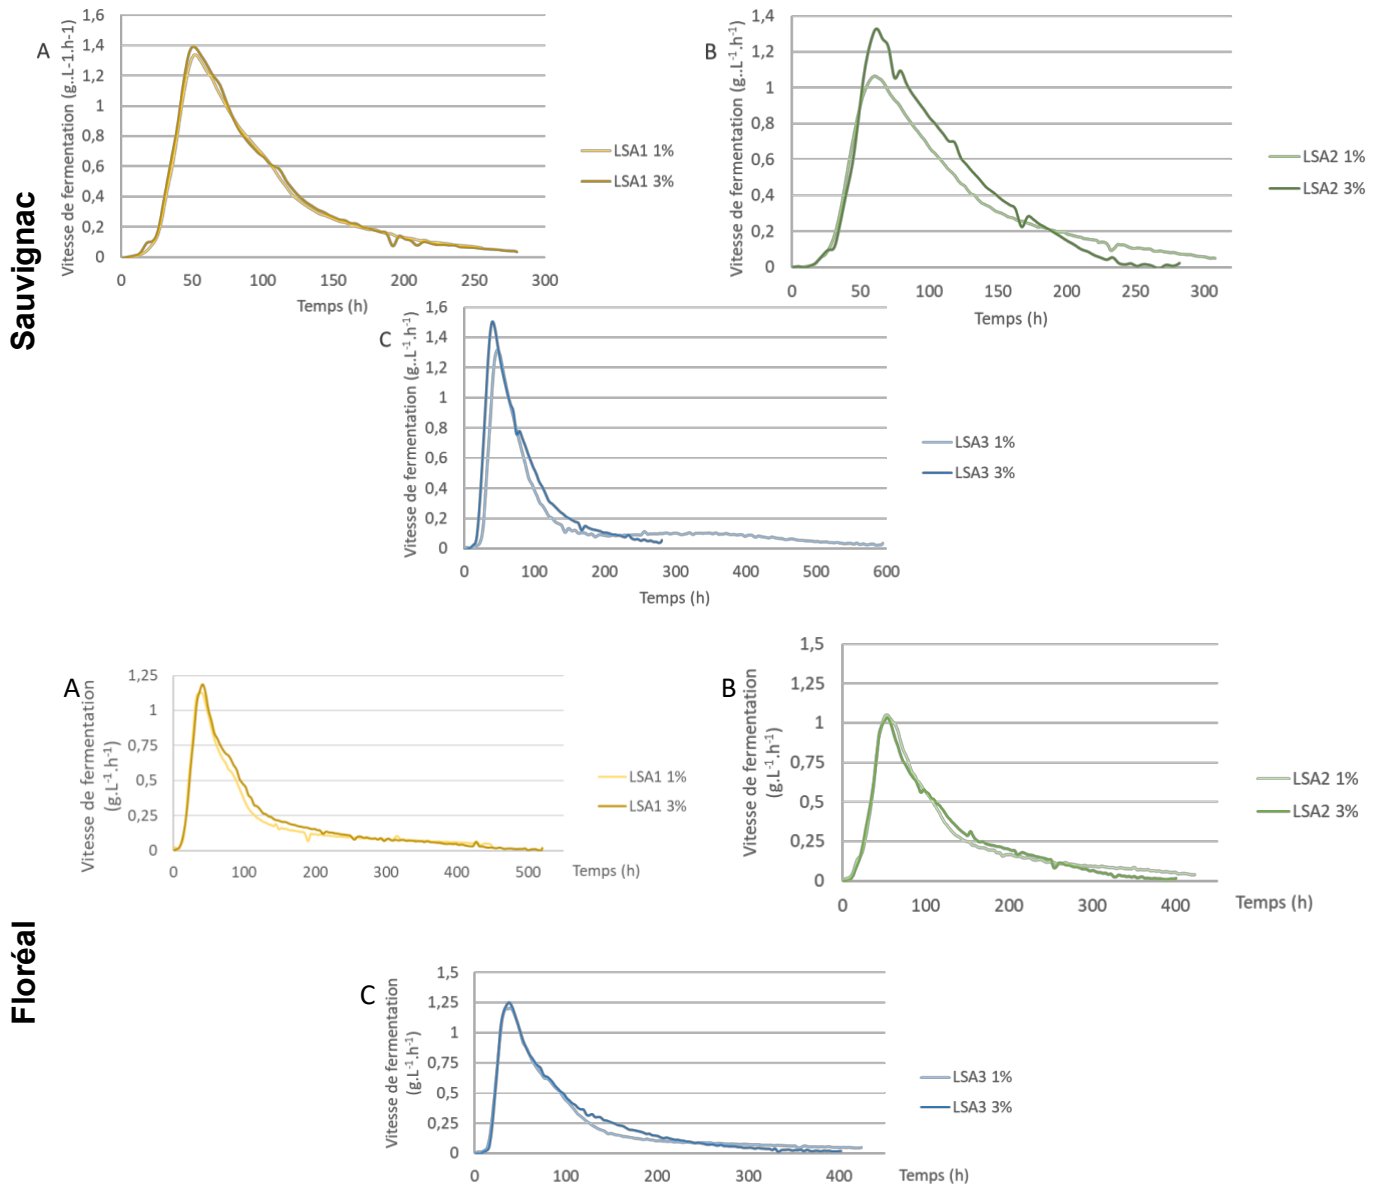 Sauvignac
A
Vitesse de fermentation (g..L-1.h-1)
1,6
1,4
1,2
1
0,8
0,6
0,4
0,2
0
0 50 100 150 200 250 300
Temps (h)
LSA1 1%
LSA1 3%
B
Vitesse de fermentation (g..L⁻¹.h⁻¹)
1,4
1,2
1
0,8
0,6
0,4
0,2
0
0 50 100 150 200 250 300
Temps (h)
LSA2 1%
LSA2 3%
C
Vitesse de fermentation (g..L⁻¹.h⁻¹)
1,6
1,4
1,2
1
0,8
0,6
0,4
0,2
0
0 100 200 300 400 500 600
Temps (h)
LSA3 1%
LSA3 3%
Floréal
A
Vitesse de fermentation
(g.L⁻¹.h⁻¹)
1,25
1
0,75
0,5
0,25
0
0 100 200 300 400 500
Temps (h)
LSA1 1%
LSA1 3%
B
Vitesse de fermentation
(g.L⁻¹.h⁻¹)
1,5
1,25
1
0,75
0,5
0,25
0
0 100 200 300 400
Temps (h)
LSA2 1%
LSA2 3%
C
Vitesse de fermentation
(g.L⁻¹.h⁻¹)
1,5
1,25
1
0,75
0,5
0,25
0
0 100 200 300 400
Temps (h)
LSA3 1%
LSA3 3%